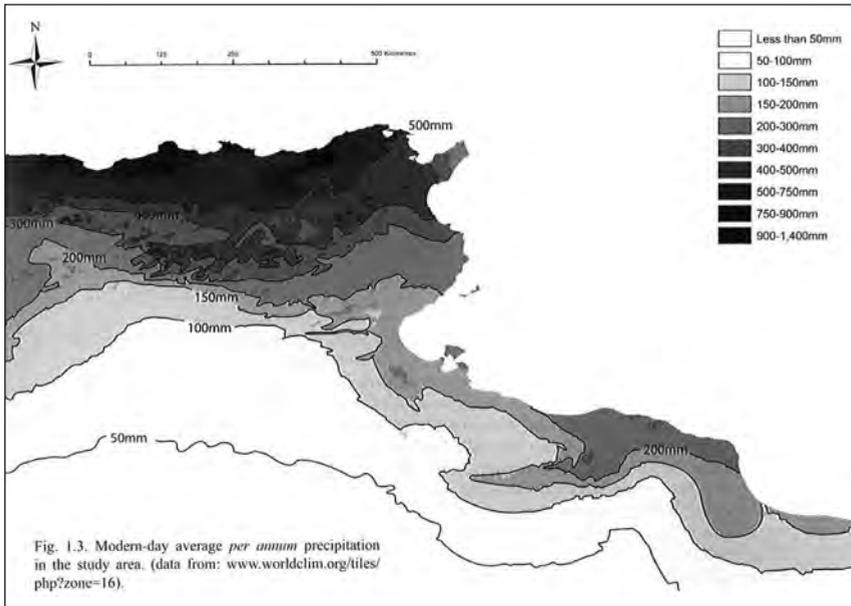 N
0 125 250 500 Kilometres
Less than 50mm
50-100mm
100-150mm
150-200mm
200-300mm
300-400mm
400-500mm
500-750mm
750-900mm
900-1,400mm
500mm
300mm
200mm
150mm
100mm
50mm
200mm
Fig. 1.3. Modern-day average per annum precipitation
in the study area. (data from: www.worldclim.org/tiles/
php?zone=16).